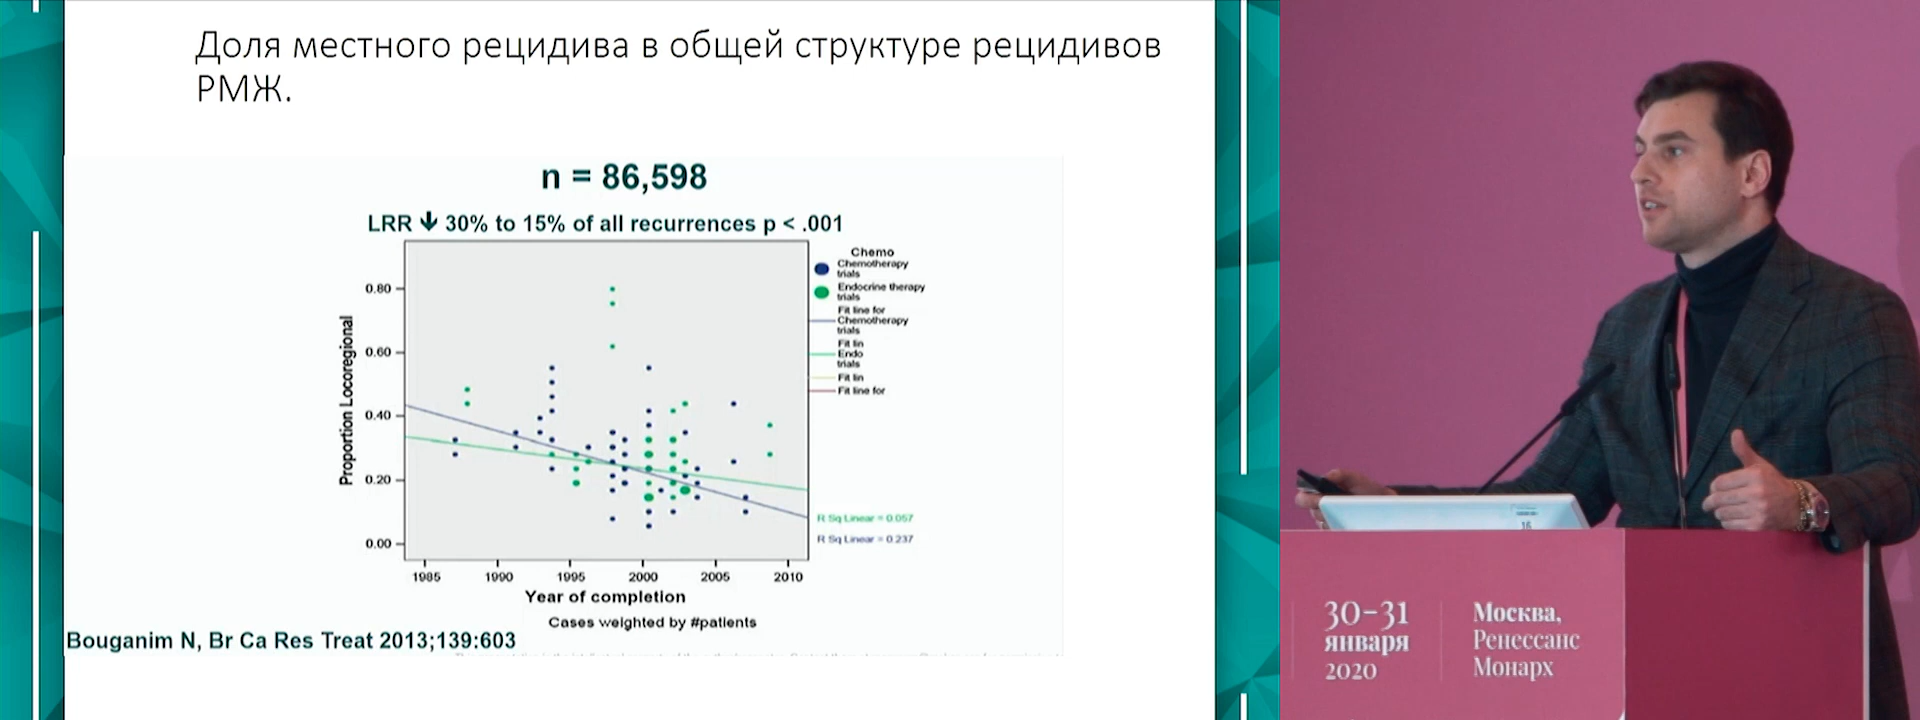 Доля местного рецидива в общей структуре рецидивов
РМЖ.
n = 86,598
LRR ↓ 30% to 15% of all recurrences p < .001
Proportion Locoregional
0.80
0.60
0.40
0.20
0.00
1985 1990 1995 2000 2005 2010
Year of completion
Cases weighted by #patients
Chemo
Chemotherapy
trials
Endocrine therapy
trials
Fit line for
Chemotherapy
trials
Fit lin
Endo
trials
Fit lin
Fit line for
R Sq Linear = 0.057
R Sq Linear = 0.237
Bouganim N, Br Ca Res Treat 2013;139:603
16
30-31
января
2020
Москва,
Ренессанс
Монарх